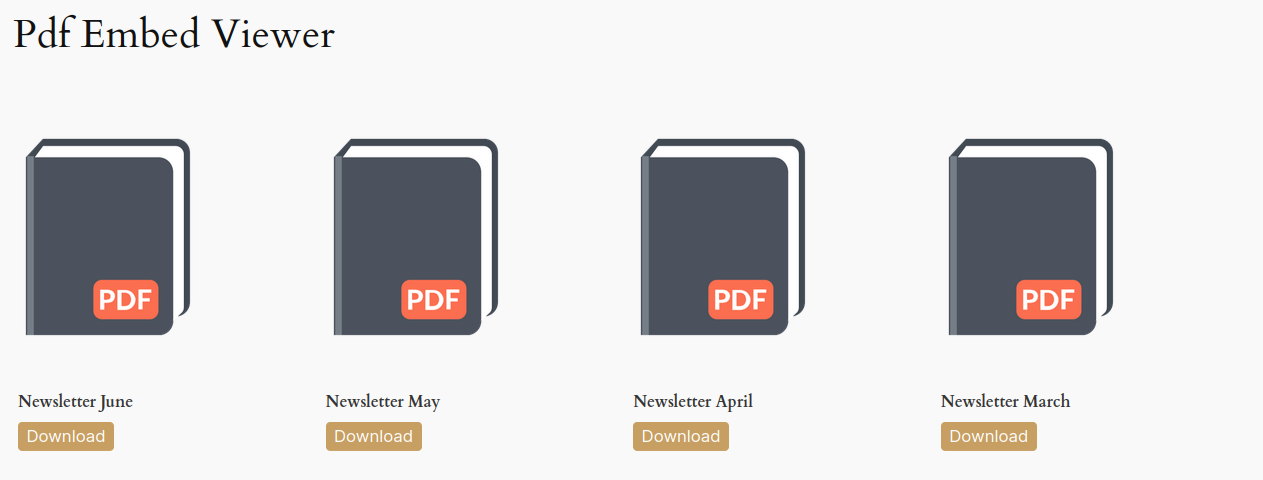 Pdf Embed Viewer
PDF PDF PDF PDF
Newsletter June Newsletter May Newsletter April Newsletter March
Download Download Download Download